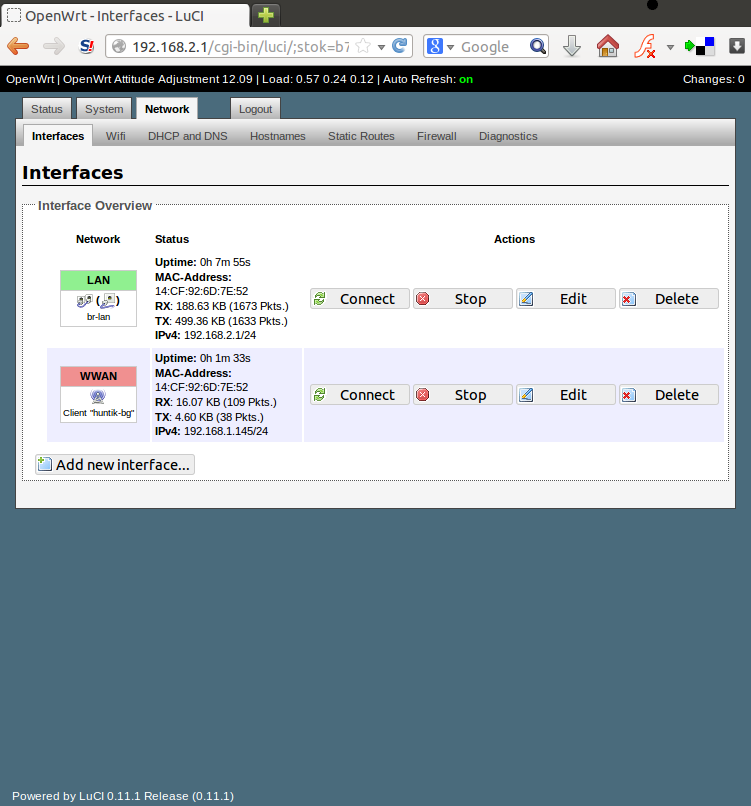 OpenWrt - Interfaces - LuCI
192.168.2.1/cgi-bin/luci/;stok=b7
Google
OpenWrt | OpenWrt Attitude Adjustment 12.09 | Load: 0.57 0.24 0.12 | Auto Refresh: on
Changes: 0
Status System Network Logout
Interfaces Wifi DHCP and DNS Hostnames Static Routes Firewall Diagnostics
Interfaces
Interface Overview
Network Status Actions
LAN
( )
br-lan
Uptime: 0h 7m 55s
MAC-Address:
14:CF:92:6D:7E:52
RX: 188.63 KB (1673 Pkts.)
TX: 499.36 KB (1633 Pkts.)
IPv4: 192.168.2.1/24
Connect Stop Edit Delete
WWAN
Client "huntik-bg"
Uptime: 0h 1m 33s
MAC-Address:
14:CF:92:6D:7E:52
RX: 16.07 KB (109 Pkts.)
TX: 4.60 KB (38 Pkts.)
IPv4: 192.168.1.145/24
Connect Stop Edit Delete
Add new interface...
Powered by LuCI 0.11.1 Release (0.11.1)